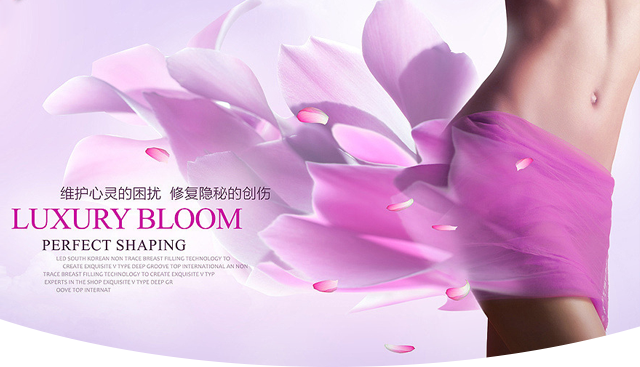 维护心灵的困扰 修复隐秘的创伤
LUXURY BLOOM
PERFECT SHAPING
LED SOUTH KOREAN NON TRACE BREAST FILLING TECHNOLOGY TO
CREATE EXQUISITE V TYPE DEEP GROOVE TOP INTERNATIONAL AN NON
TRACE BREAST FILLING TECHNOLOGY TO CREATE EXQUISITE V TYP
EXPERTS IN THE SHOP EXQUISITE V TYPE DEEP GR
OOVE TOP INTERNAT